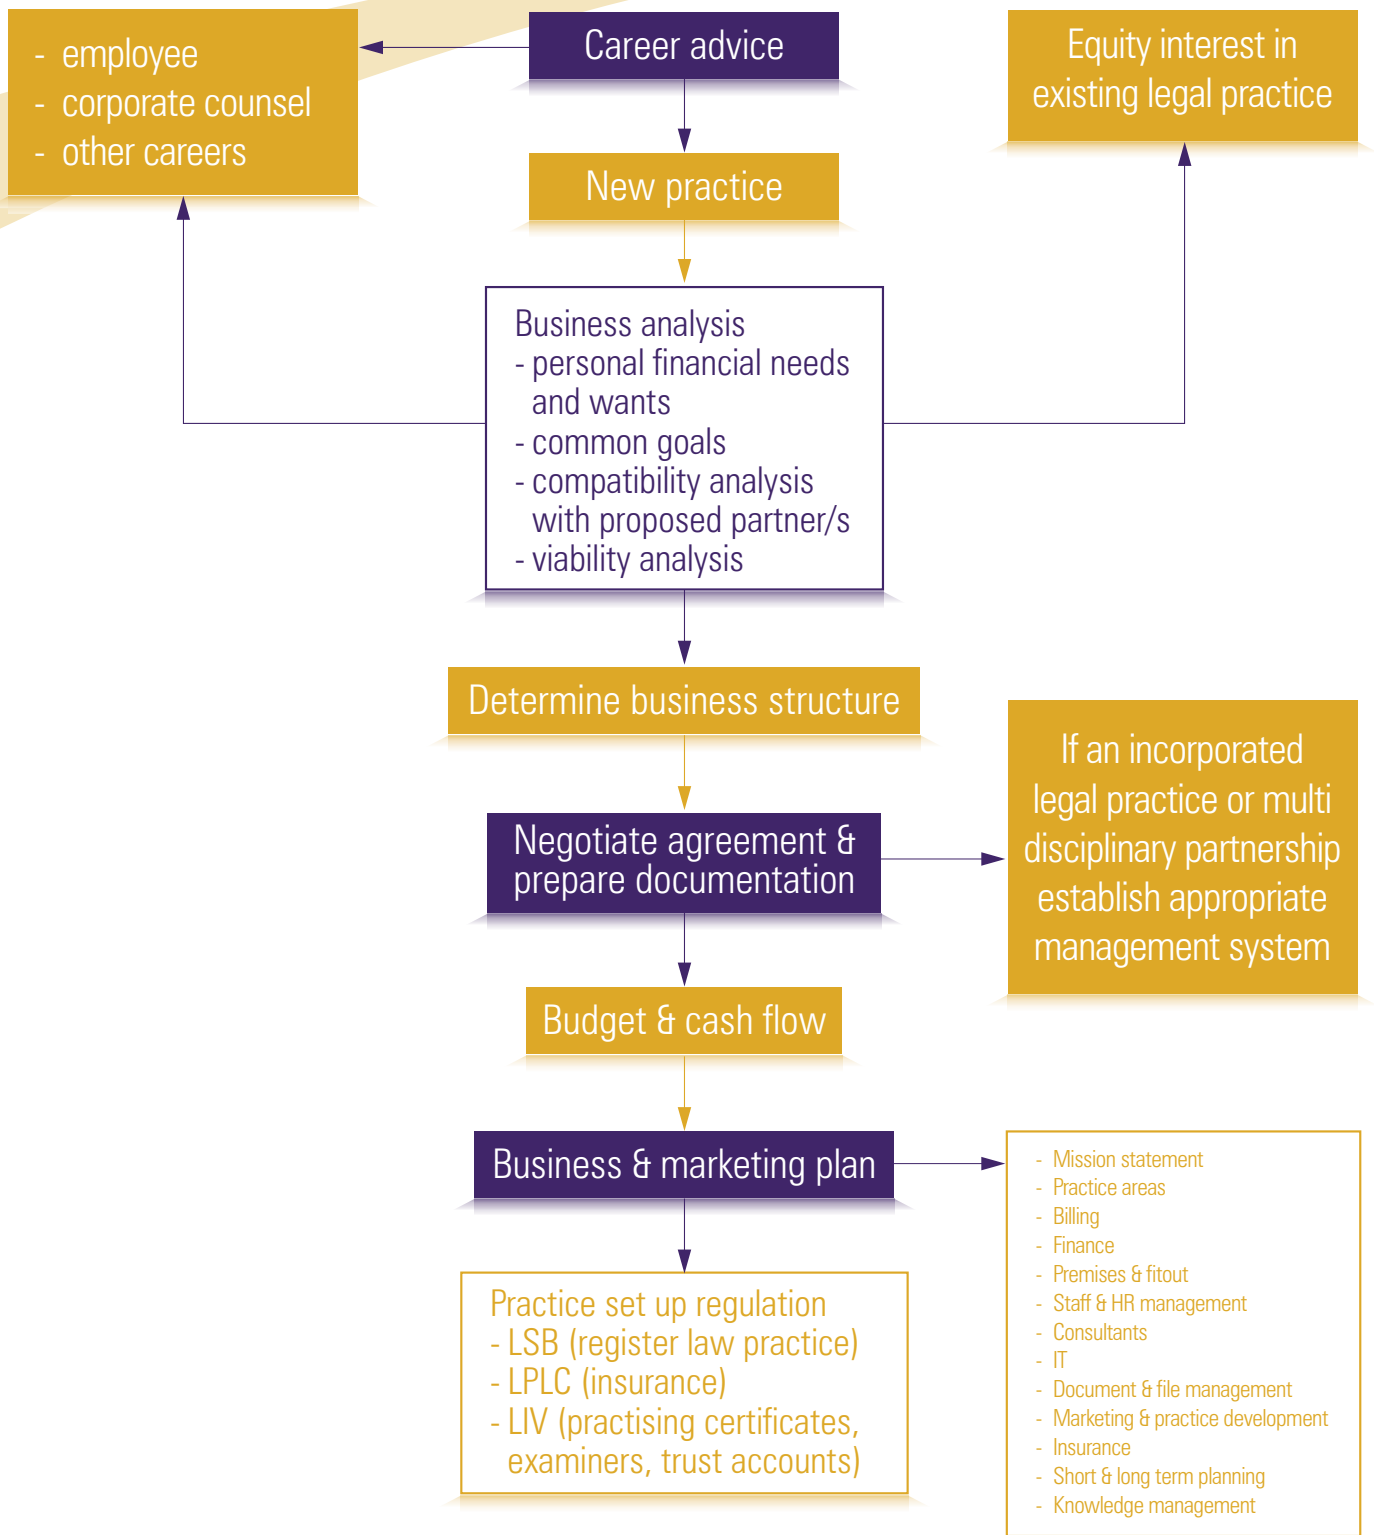 - employee
- corporate counsel
- other careers
Career advice
Equity interest in
existing legal practice
New practice
Business analysis
- personal financial needs
and wants
- common goals
- compatibility analysis
with proposed partner/s
- viability analysis
Determine business structure
Negotiate agreement &
prepare documentation
If an incorporated
legal practice or multi
disciplinary partnership
establish appropriate
management system
Budget & cash flow
Business & marketing plan
- Mission statement
- Practice areas
- Billing
- Finance
- Premises & fitout
- Staff & HR management
- Consultants
- IT
- Document & file management
- Marketing & practice development
- Insurance
- Short & long term planning
- Knowledge management
Practice set up regulation
- LSB (register law practice)
- LPLC (insurance)
- LIV (practising certificates,
examiners, trust accounts)